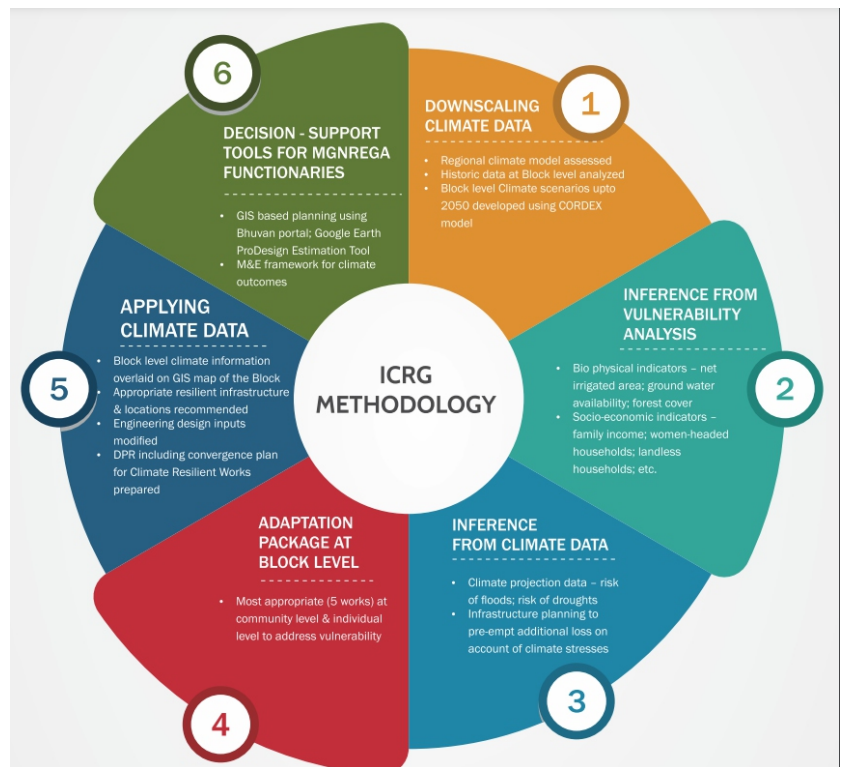 ICRG
METHODOLOGY
1
DOWNSCALING
CLIMATE DATA
• Regional climate model assessed
• Historic data at Block level analyzed
• Block level Climate scenarios upto
2050 developed using CORDEX
model
2
INFERENCE FROM
VULNERABILITY
ANALYSIS
• Bio physical indicators – net
irrigated area; ground water
availability; forest cover
• Socio-economic indicators –
family income; women-headed
households; landless
households; etc.
3
INFERENCE
FROM CLIMATE DATA
• Climate projection data – risk
of floods; risk of droughts
• Infrastructure planning to
pre-empt additional loss on
account of climate stresses
4
ADAPTATION
PACKAGE AT
BLOCK LEVEL
• Most appropriate (5 works) at
community level & individual
level to address vulnerability
5
APPLYING
CLIMATE DATA
• Block level climate information
overlaid on GIS map of the Block
• Appropriate resilient infrastructure
& locations recommended
• Engineering design inputs
modified
• DPR including convergence plan
for Climate Resilient Works
prepared
6
DECISION - SUPPORT
TOOLS FOR MGNREGA
FUNCTIONARIES
• GIS based planning using
Bhuvan portal; Google Earth
ProDesign Estimation Tool
• M&E framework for climate
outcomes